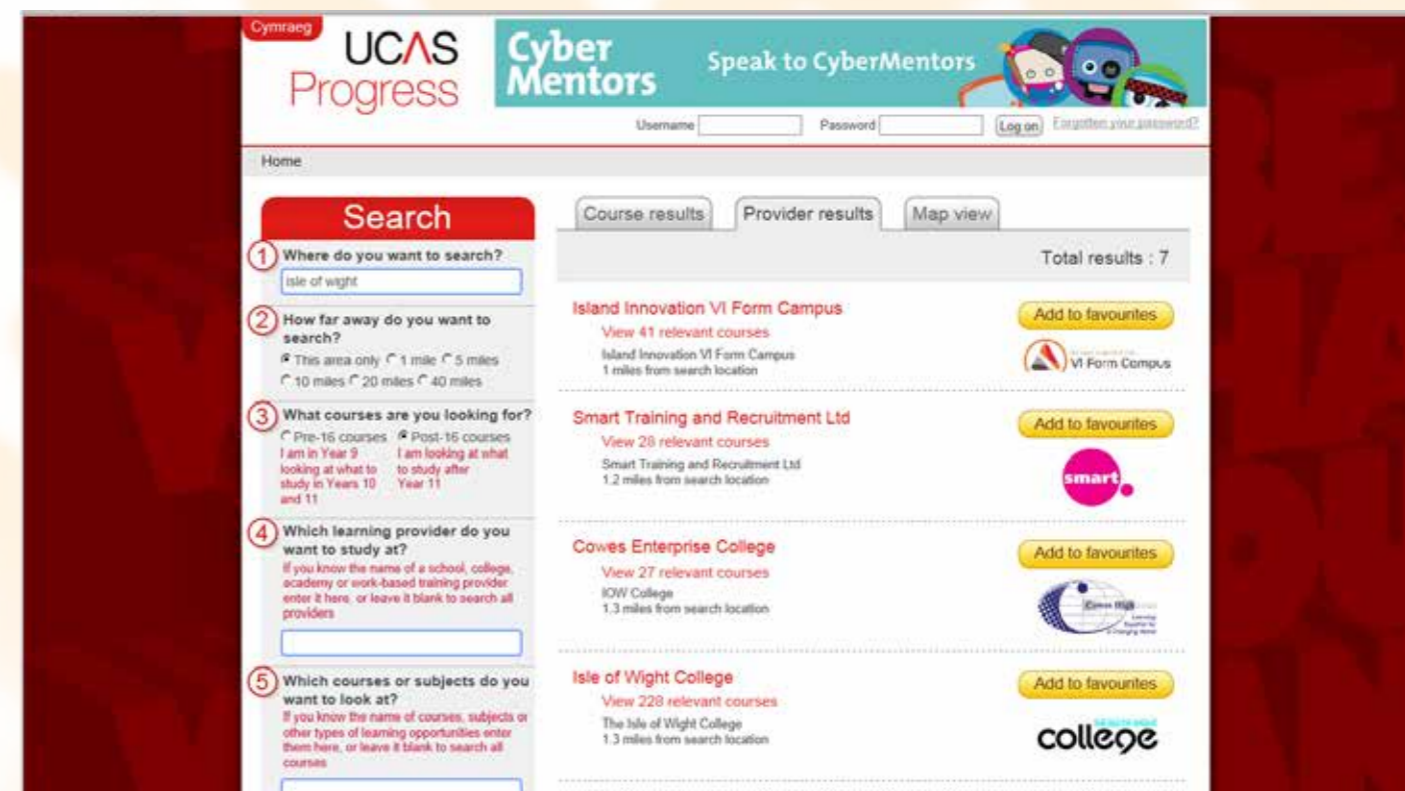 Cymraeg
UCAS
Progress
Cyber
Mentors
Speak to CyberMentors
Username
Password
Log on
Forgotten your password?
Home
Search
1
Where do you want to search?
isle of wight
2
How far away do you want to
search?
This area only 1 mile 5 miles
10 miles 20 miles 40 miles
3
What courses are you looking for?
Pre-16 courses
I am in Year 9
looking at what to
study in Years 10
and 11
Post-16 courses
I am looking at what
to study after
Year 11
4
Which learning provider do you
want to study at?
If you know the name of a school, college,
academy or work-based training provider
enter it here, or leave it blank to search all
providers
5
Which courses or subjects do you
want to look at?
If you know the name of courses, subjects or
other types of learning opportunities enter
them here, or leave it blank to search all
courses
Course results
Provider results
Map view
Total results : 7
Island Innovation VI Form Campus
View 41 relevant courses
Island Innovation VI Form Campus
1 miles from search location
Add to favourites
VI Form Campus
Smart Training and Recruitment Ltd
View 28 relevant courses
Smart Training and Recruitment Ltd
1.2 miles from search location
Add to favourites
smart.
Cowes Enterprise College
View 27 relevant courses
IOW College
1.3 miles from search location
Add to favourites
Cowes High
Learning
Together for
a Changing World
Isle of Wight College
View 228 relevant courses
The Isle of Wight College
1.3 miles from search location
Add to favourites
college